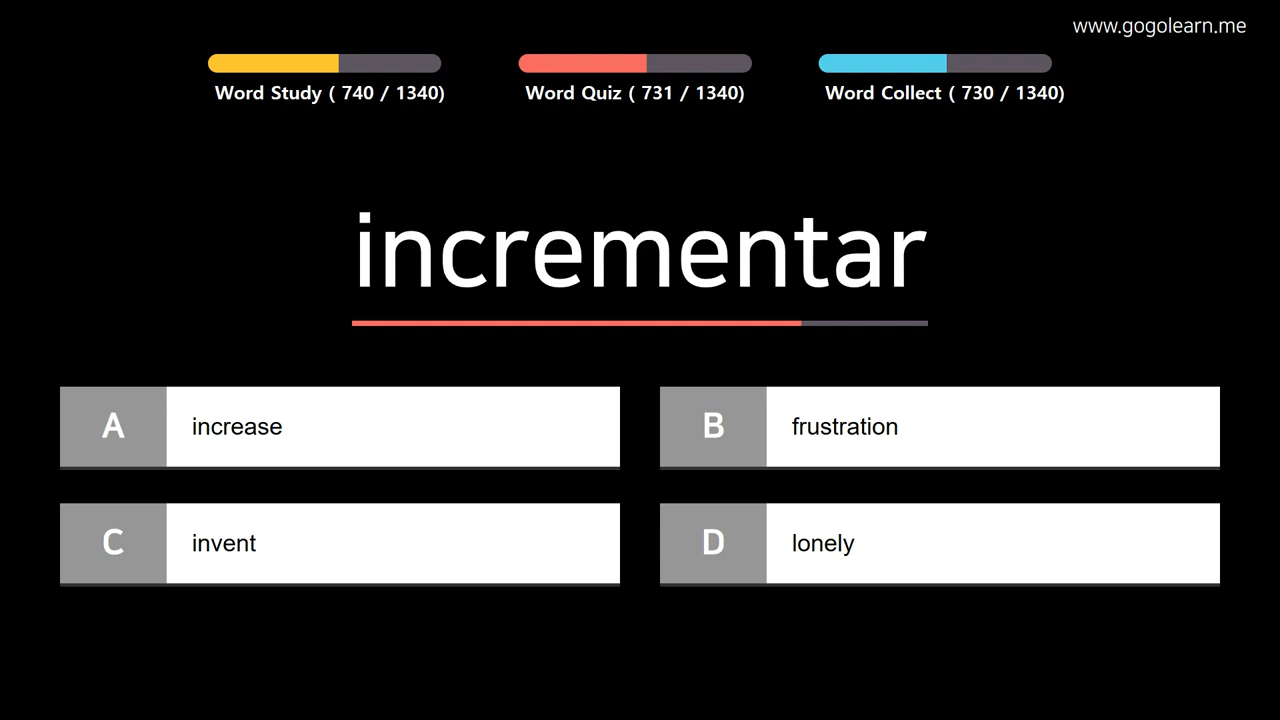 www.gogolearn.me
Word Study ( 740 / 1340)
Word Quiz ( 731 / 1340)
Word Collect ( 730 / 1340)
incrementar
A increase
B frustration
C invent
D lonely